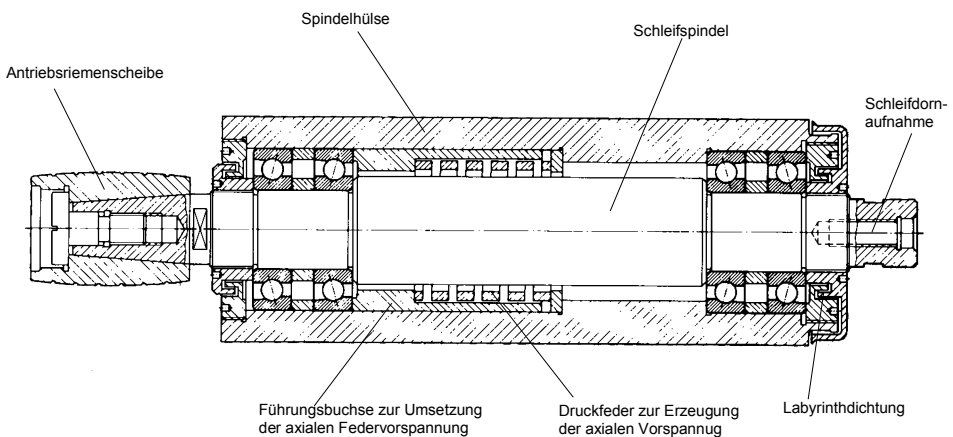 Spindelhülse
Schleifspindel
Antriebsriemenscheibe
Schleifdorn-
aufnahme
Führungsbuchse zur Umsetzung
der axialen Federvorspannung
Druckfeder zur Erzeugung
der axialen Vorspannug
Labyrinthdichtung